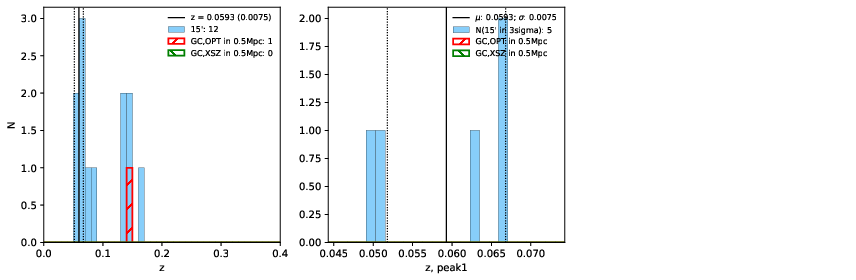 z = 0.0593 (0.0075)
15': 12
GC,OPT in 0.5Mpc: 1
GC,XSZ in 0.5Mpc: 0
3.0
2.5
2.0
1.5
1.0
0.5
0.0
N
0.0 0.1 0.2 0.3 0.4
z
μ: 0.0593; σ: 0.0075
N(15' in 3sigma): 5
GC,OPT in 0.5Mpc
GC,XSZ in 0.5Mpc
2.00
1.75
1.50
1.25
1.00
0.75
0.50
0.25
0.00
0.045 0.050 0.055 0.060 0.065 0.070
z, peak1